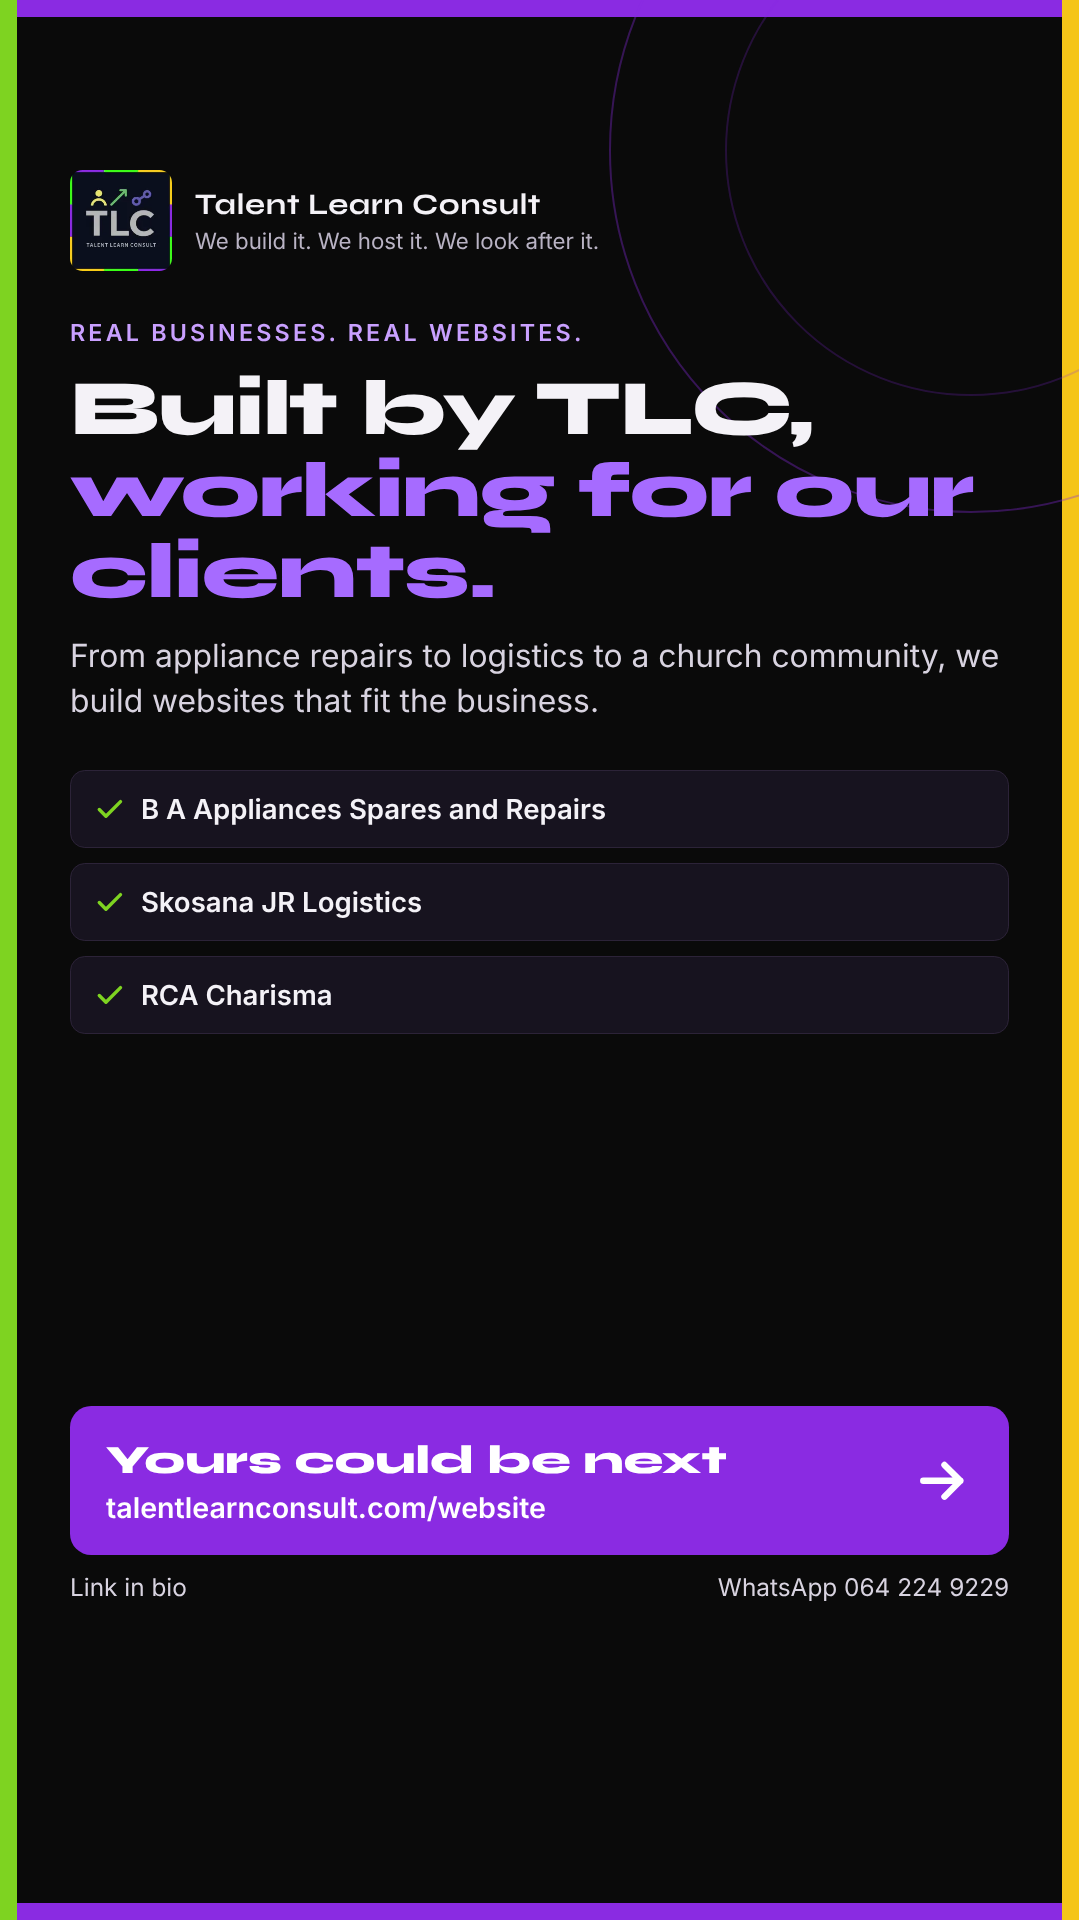 TLC
TALENT LEARN CONSULT
Talent Learn Consult
We build it. We host it. We look after it.
REAL BUSINESSES. REAL WEBSITES.
Built by TLC,
working for our
clients.
From appliance repairs to logistics to a church community, we
build websites that fit the business.
B A Appliances Spares and Repairs
Skosana JR Logistics
RCA Charisma
Yours could be next
talentlearnconsult.com/website
Link in bio
WhatsApp 064 224 9229